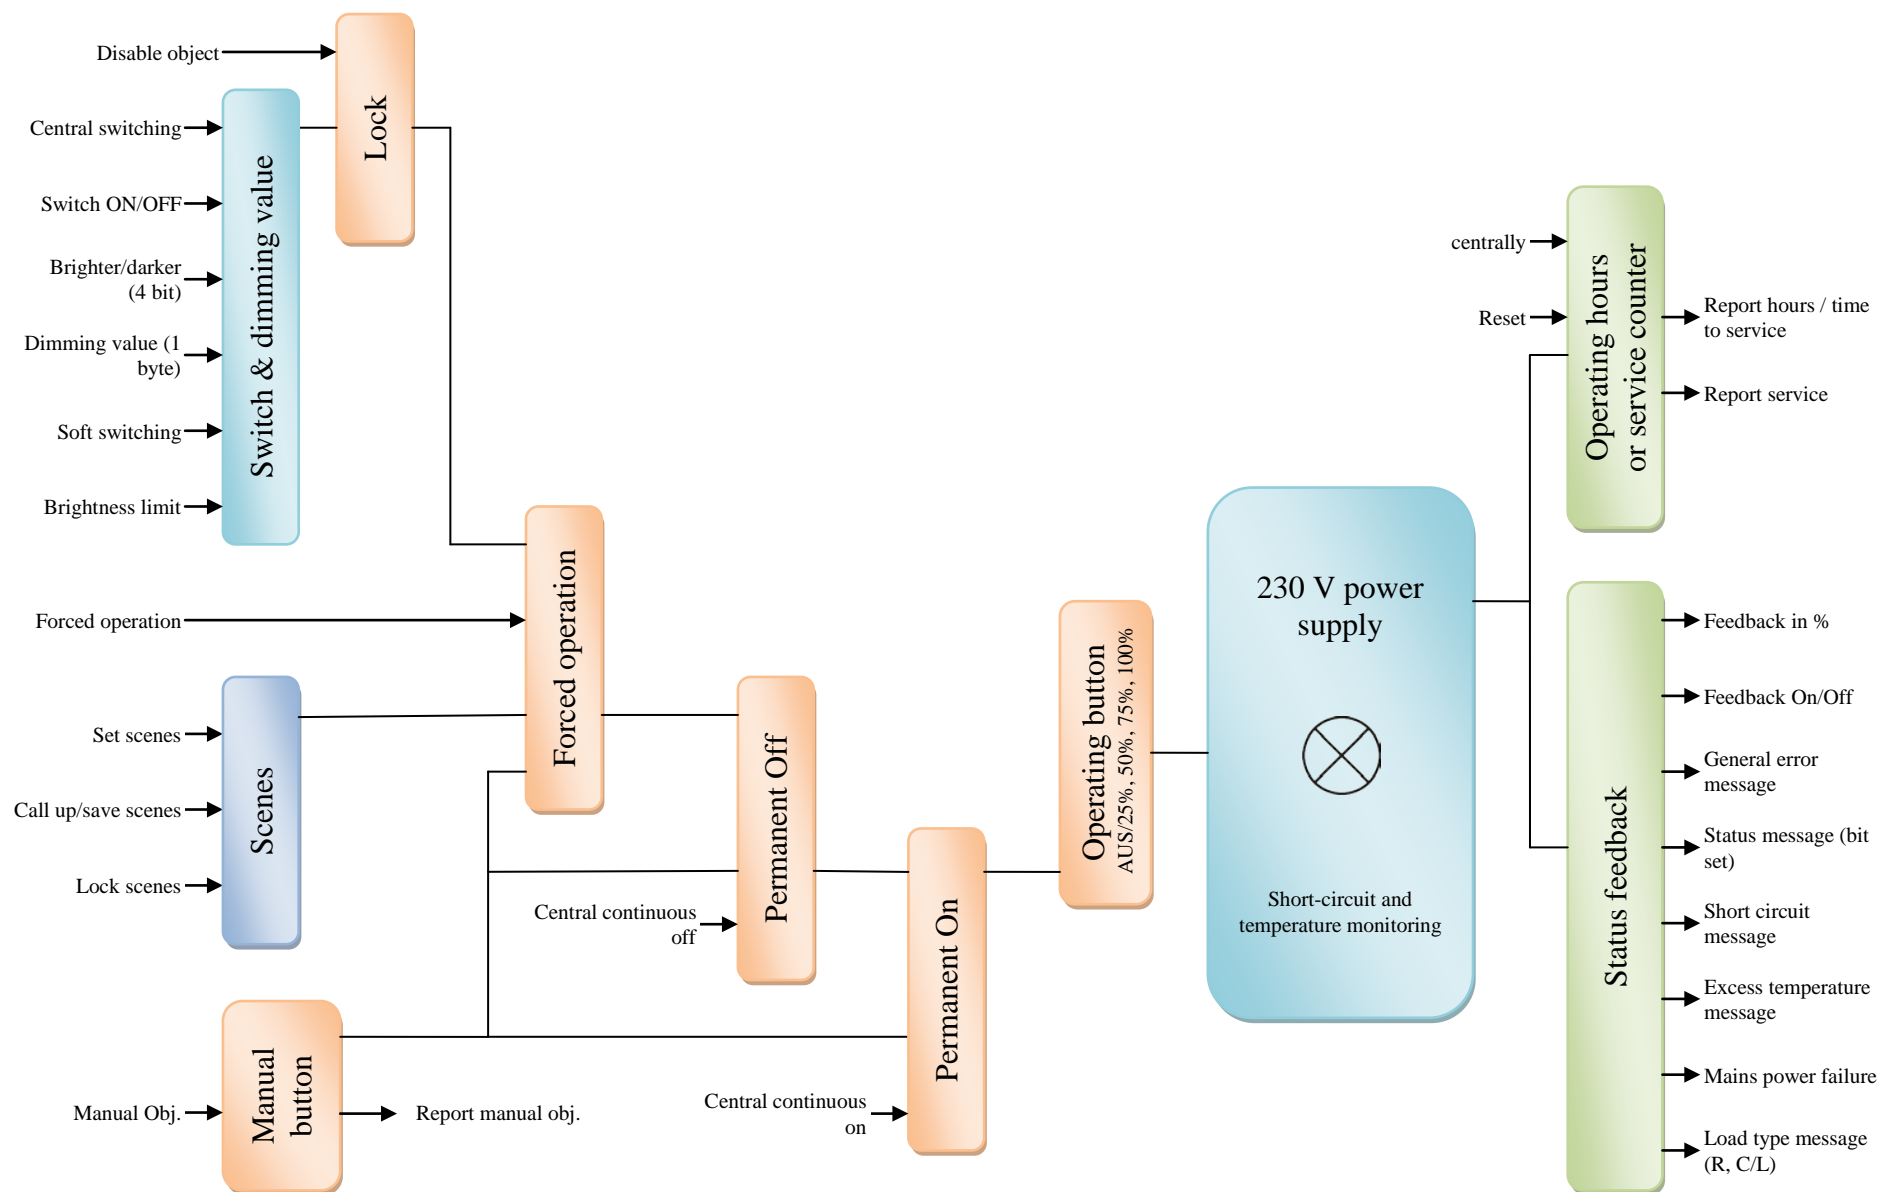 Disable object
Lock
Central switching
Switch ON/OFF
Brighter/darker
(4 bit)
Dimming value (1
byte)
Soft switching
Brightness limit
Switch & dimming value
Forced operation
Forced operation
Set scenes
Call up/save scenes
Lock scenes
Scenes
Manual Obj.
Manual
button
Report manual obj.
Permanent Off
Central continuous
off
Permanent On
Central continuous
on
Operating button
AUS/25%, 50%, 75%, 100%
230 V power
supply
Short-circuit and
temperature monitoring
centrally
Reset
Operating hours
or service counter
Report hours / time
to service
Report service
Status feedback
Feedback in %
Feedback On/Off
General error
message
Status message (bit
set)
Short circuit
message
Excess temperature
message
Mains power failure
Load type message
(R, C/L)